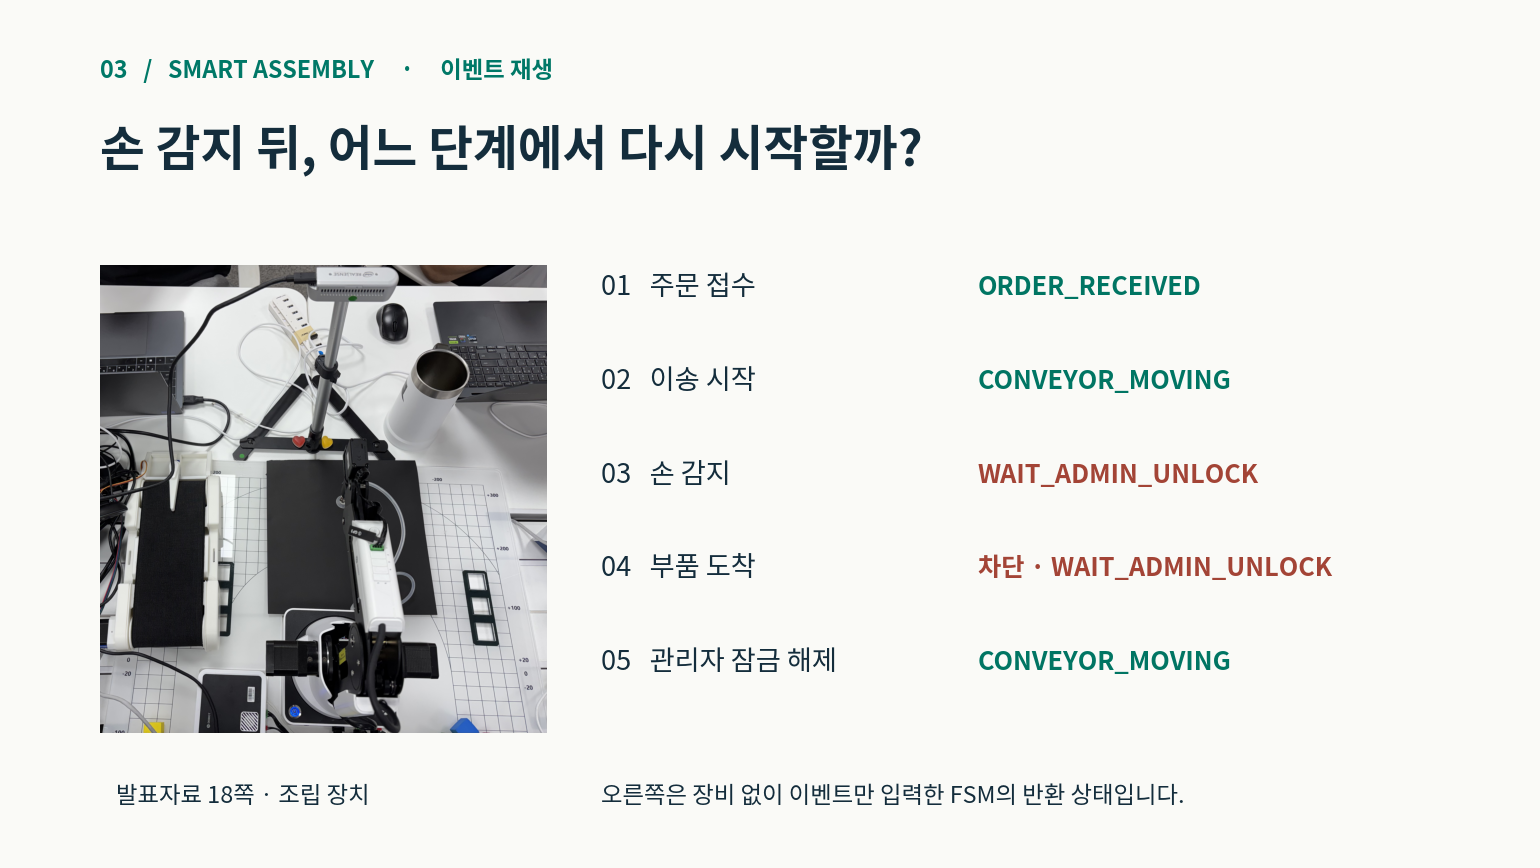 03 / SMART ASSEMBLY · 이벤트 재생
손 감지 뒤, 어느 단계에서 다시 시작할까?
01 주문 접수 ORDER_RECEIVED
02 이송 시작 CONVEYOR_MOVING
03 손 감지 WAIT_ADMIN_UNLOCK
04 부품 도착 차단 · WAIT_ADMIN_UNLOCK
05 관리자 잠금 해제 CONVEYOR_MOVING
발표자료 18쪽 · 조립 장치
오른쪽은 장비 없이 이벤트만 입력한 FSM의 반환 상태입니다.